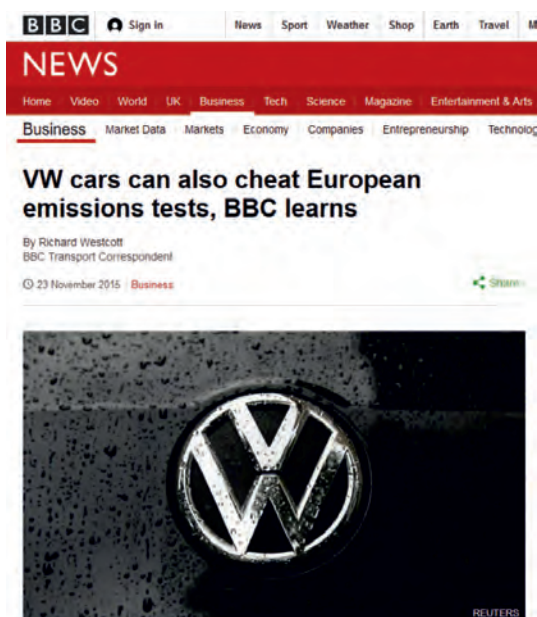 BBC Sign in News Sport Weather Shop Earth Travel M
NEWS
Home Video World UK Business Tech Science Magazine Entertainment & Arts
Business Market Data Markets Economy Companies Entrepreneurship Technolog
VW cars can also cheat European
emissions tests, BBC learns
By Richard Westcott
BBC Transport Correspondent
23 November 2015 Business Share
VW
REUTERS